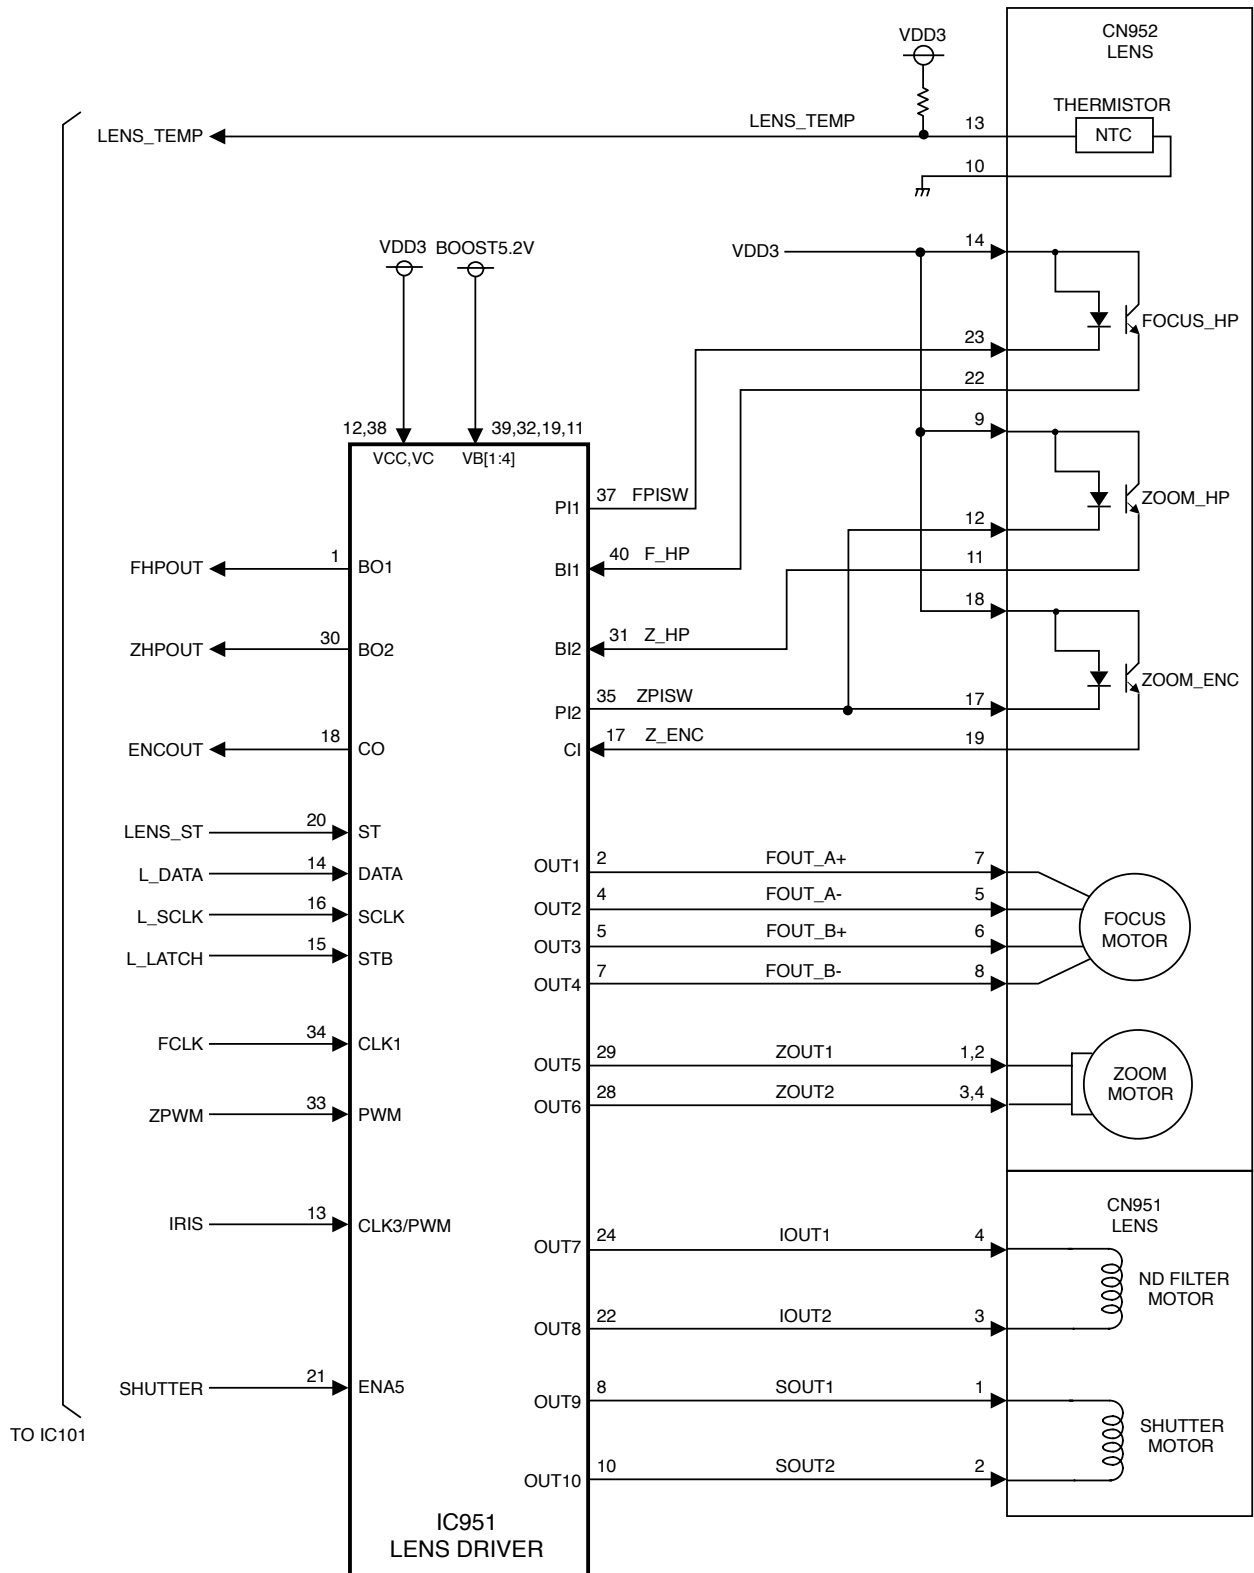 CN952
LENS
VDD3
THERMISTOR
NTC
LENS_TEMP
LENS_TEMP
13
10
VDD3
BOOST5.2V
VDD3
14
FOCUS_HP
23
22
9
ZOOM_HP
12
11
18
ZOOM_ENC
17
19
12,38
39,32,19,11
VCC,VC
VB[1:4]
PI1
37
FPISW
FHPOUT
1
BO1
BI1
40
F_HP
ZHPOUT
30
BO2
BI2
31
Z_HP
PI2
35
ZPISW
ENCOUT
18
CO
CI
17
Z_ENC
LENS_ST
20
ST
L_DATA
14
DATA
L_SCLK
16
SCLK
L_LATCH
15
STB
OUT1
2
FOUT_A+
7
OUT2
4
FOUT_A-
5
OUT3
5
FOUT_B+
6
OUT4
7
FOUT_B-
8
FOCUS
MOTOR
FCLK
34
CLK1
ZPWM
33
PWM
OUT5
29
ZOUT1
1,2
OUT6
28
ZOUT2
3,4
ZOOM
MOTOR
IRIS
13
CLK3/PWM
CN951
LENS
OUT7
24
IOUT1
4
OUT8
22
IOUT2
3
ND FILTER
MOTOR
SHUTTER
21
ENA5
OUT9
8
SOUT1
1
OUT10
10
SOUT2
2
SHUTTER
MOTOR
TO IC101
IC951
LENS DRIVER